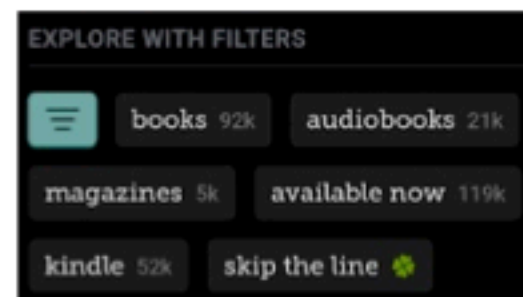 EXPLORE WITH FILTERS
books 92k audiobooks 21k
magazines 5k available now 119k
kindle 52k skip the line